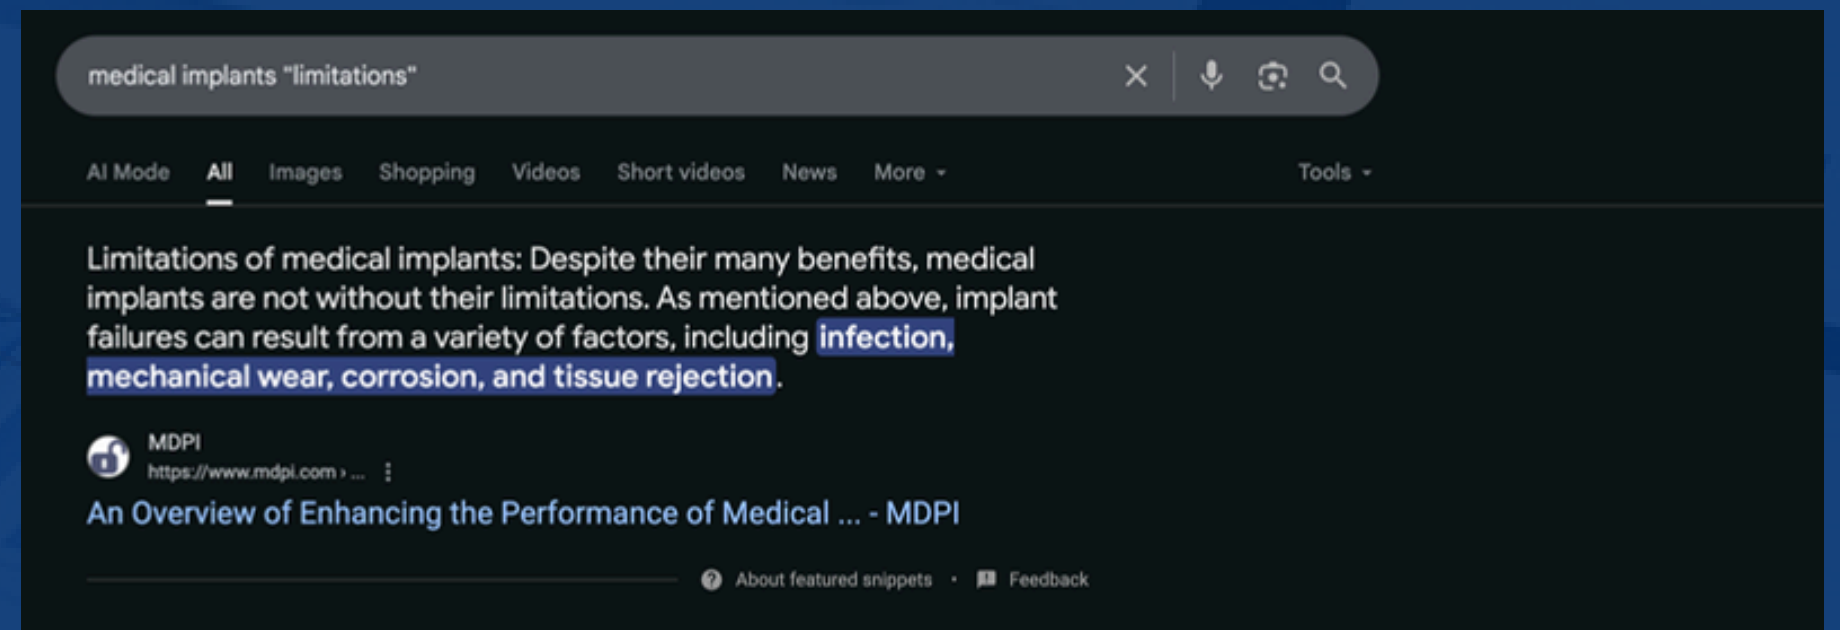 medical implants "limitations"
AI Mode All Images Shopping Videos Short videos News More Tools
Limitations of medical implants: Despite their many benefits, medical
implants are not without their limitations. As mentioned above, implant
failures can result from a variety of factors, including infection,
mechanical wear, corrosion, and tissue rejection.
MDPI
https://www.mdpi.com › ...
An Overview of Enhancing the Performance of Medical ... - MDPI
About featured snippets · Feedback